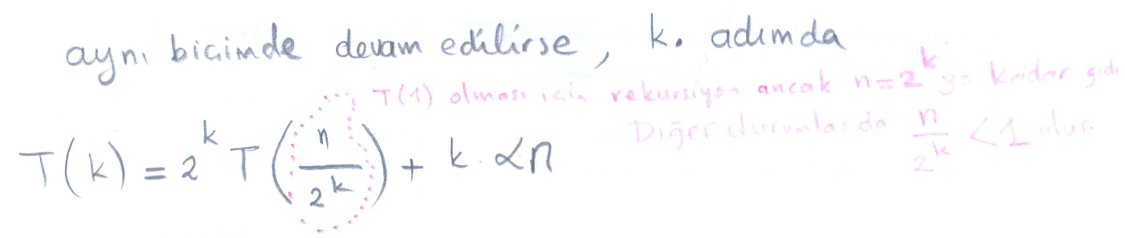 aynı biçimde devam edilirse, k. adımda
T(1) olması için rekursiyon ancak n=2^k ya kadar gidi
Diğer durumlarda n/2^k <1 olur.
T(k) = 2^k T(n/2^k) + k. αn